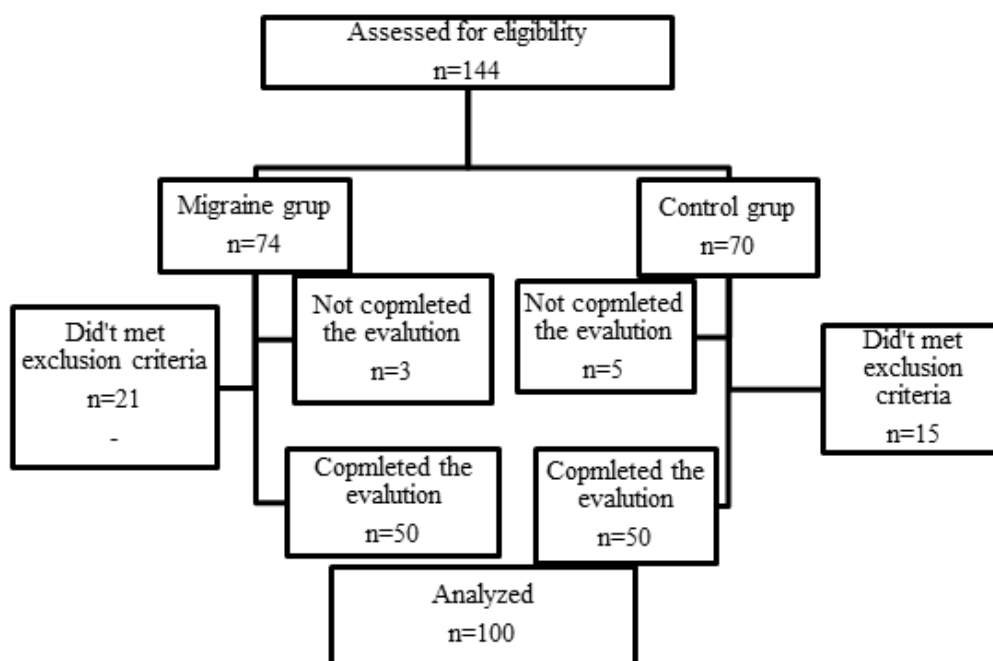 Assessed for eligibility
n=144
Migraine grup
n=74
Control grup
n=70
Not copmleted
the evalution
n=3
Not copmleted
the evalution
n=5
Did't met
exclusion criteria
n=21
-
Did't met
exclusion
criteria
n=15
Copmleted the
evalution
n=50
Copmleted the
evalution
n=50
Analyzed
n=100